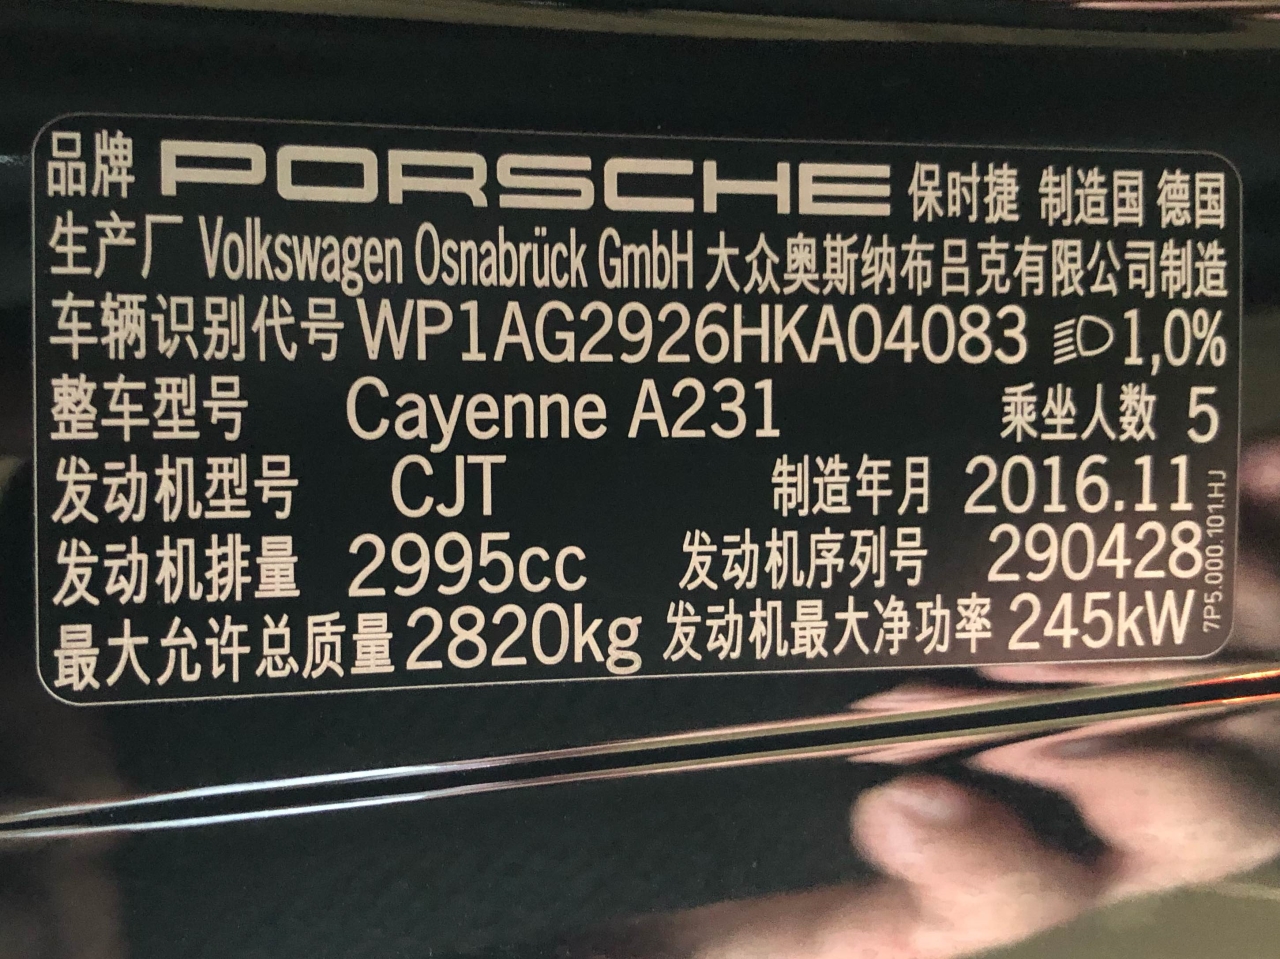 品牌 PORSCHE 保时捷 制造国 德国
生产厂 Volkswagen Osnabrück GmbH 大众奥斯纳布吕克有限公司制造
车辆识别代号 WP1AG2926HKA04083 1,0%
整车型号 Cayenne A231 乘坐人数 5
发动机型号 CJT 制造年月 2016.11
发动机排量 2995cc 发动机序列号 290428
最大允许总质量 2820kg 发动机最大净功率 245kW
7P5.000.101.HJ